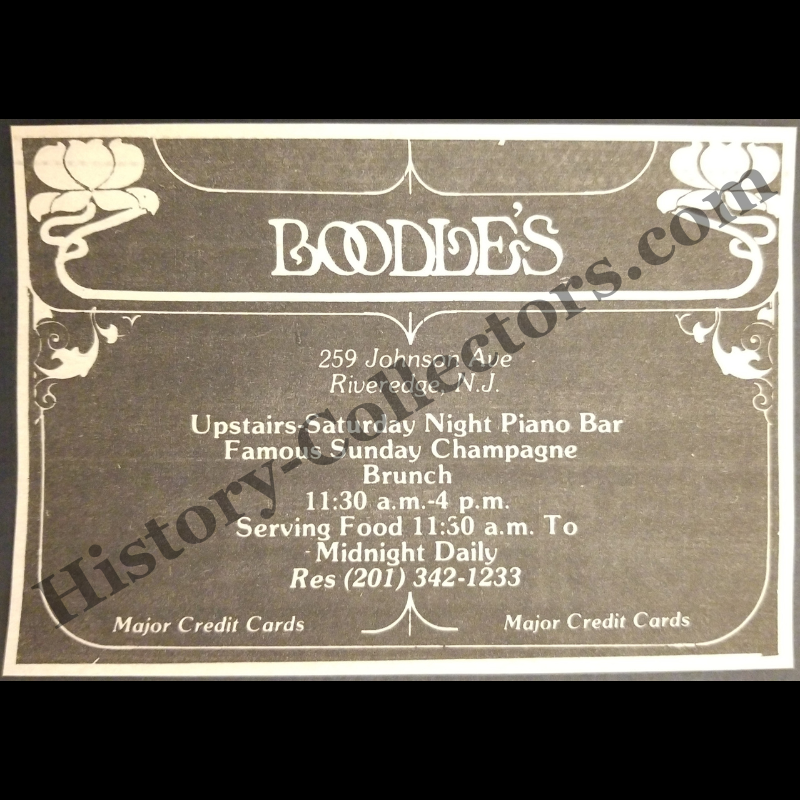 BOODLE'S
259 Johnson Ave
Riveredge, N.J.
Upstairs-Saturday Night Piano Bar
Famous Sunday Champagne
Brunch
11:30 a.m.-4 p.m.
Serving Food 11:30 a.m. To
Midnight Daily
Res (201) 342-1233
Major Credit Cards
Major Credit Cards
History-Collectors.com